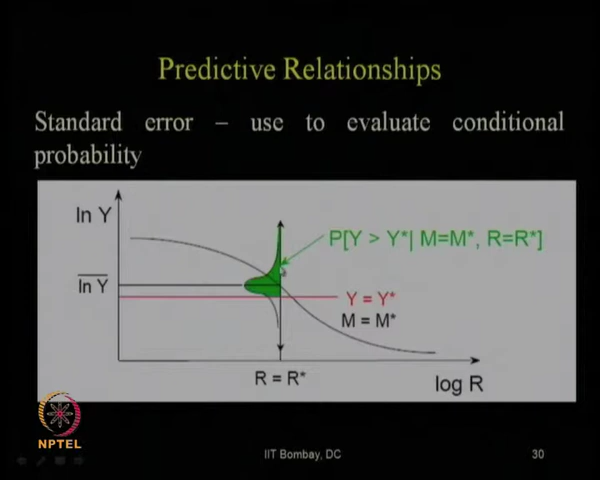 Predictive Relationships
Standard error – use to evaluate conditional
probability
ln Y
P[Y > Y*| M=M*, R=R*]
ln Y
Y = Y*
M = M*
R = R*
log R
NPTEL
IIT Bombay, DC
30